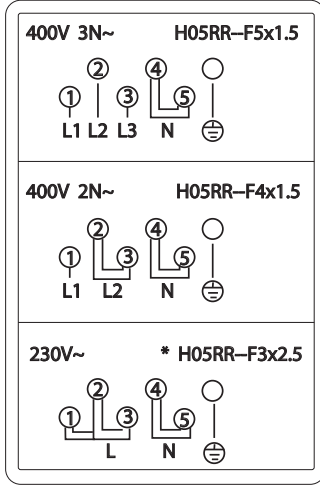 400V 3N~ H05RR–F5x1.5
2 4
1 3 5
L1 L2 L3 N
400V 2N~ H05RR–F4x1.5
2 4
1 3 5
L1 L2 N
230V~ * H05RR–F3x2.5
2 4
1 3 5
L N